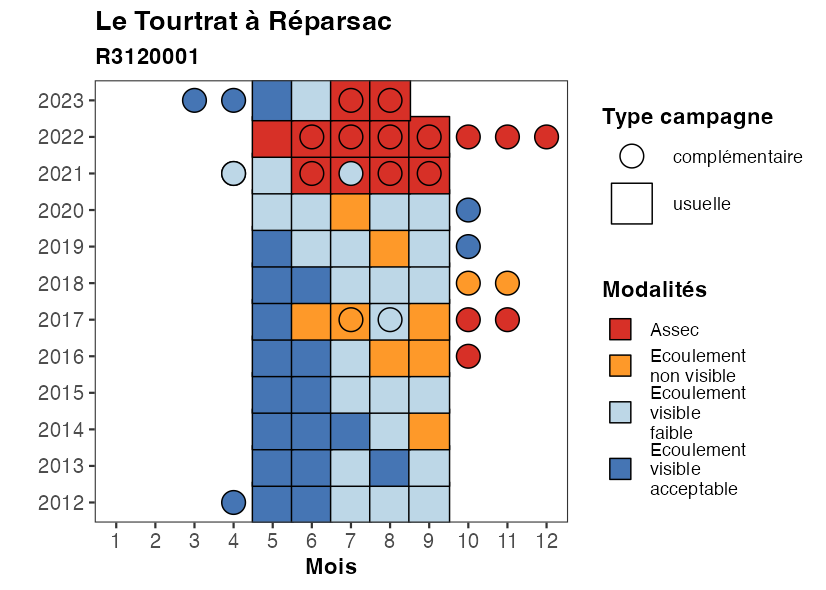 Le Tourtrat à Réparsac
R3120001
2023
2022
2021
2020
2019
2018
2017
2016
2015
2014
2013
2012
1 2 3 4 5 6 7 8 9 10 11 12
Mois
Type campagne
complémentaire
usuelle
Modalités
Assec
Ecoulement
non visible
Ecoulement
visible
faible
Ecoulement
visible
acceptable